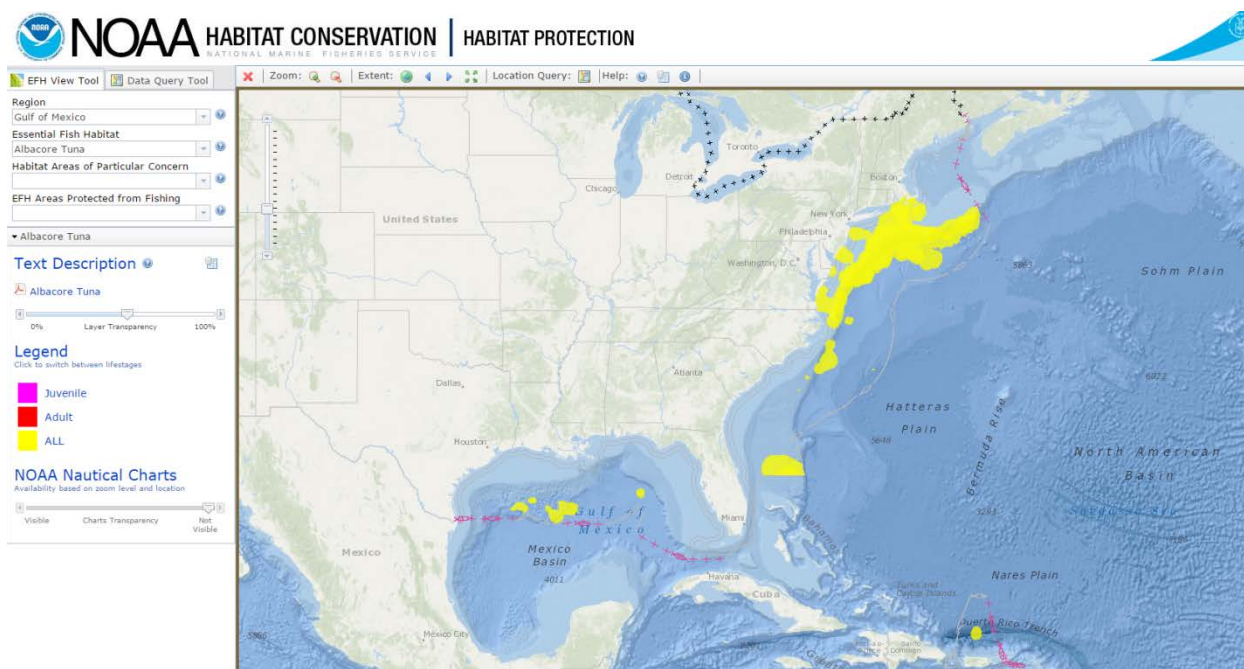 NOAA HABITAT CONSERVATION | HABITAT PROTECTION
NATIONAL MARINE FISHERIES SERVICE
EFH View Tool
Data Query Tool
Zoom:
Extent:
Location Query:
Help:
Region
Gulf of Mexico
Essential Fish Habitat
Albacore Tuna
Habitat Areas of Particular Concern
EFH Areas Protected from Fishing
Albacore Tuna
Text Description
Albacore Tuna
0% Layer Transparency 100%
Legend
Click to switch between lifestages
Juvenile
Adult
ALL
NOAA Nautical Charts
Availability based on zoom level and location
Visible Charts Transparency Not Visible
Toronto
Detroit
Boston
Chicago
New York
United States
Philadelphia
Washington, D.C.
Sohm Plain
Atlanta
Dallas
Hatteras
Plain
Bermuda Rise
5648
North American
Basin
Houston
Miami
Gulf of
Mexico
Bahamas
Mexico
Mexico
Basin
4011
Havana
Cuba
Nares Plain
Turks and
Caicos Islands
Puerto Rico Trench
Mexico City